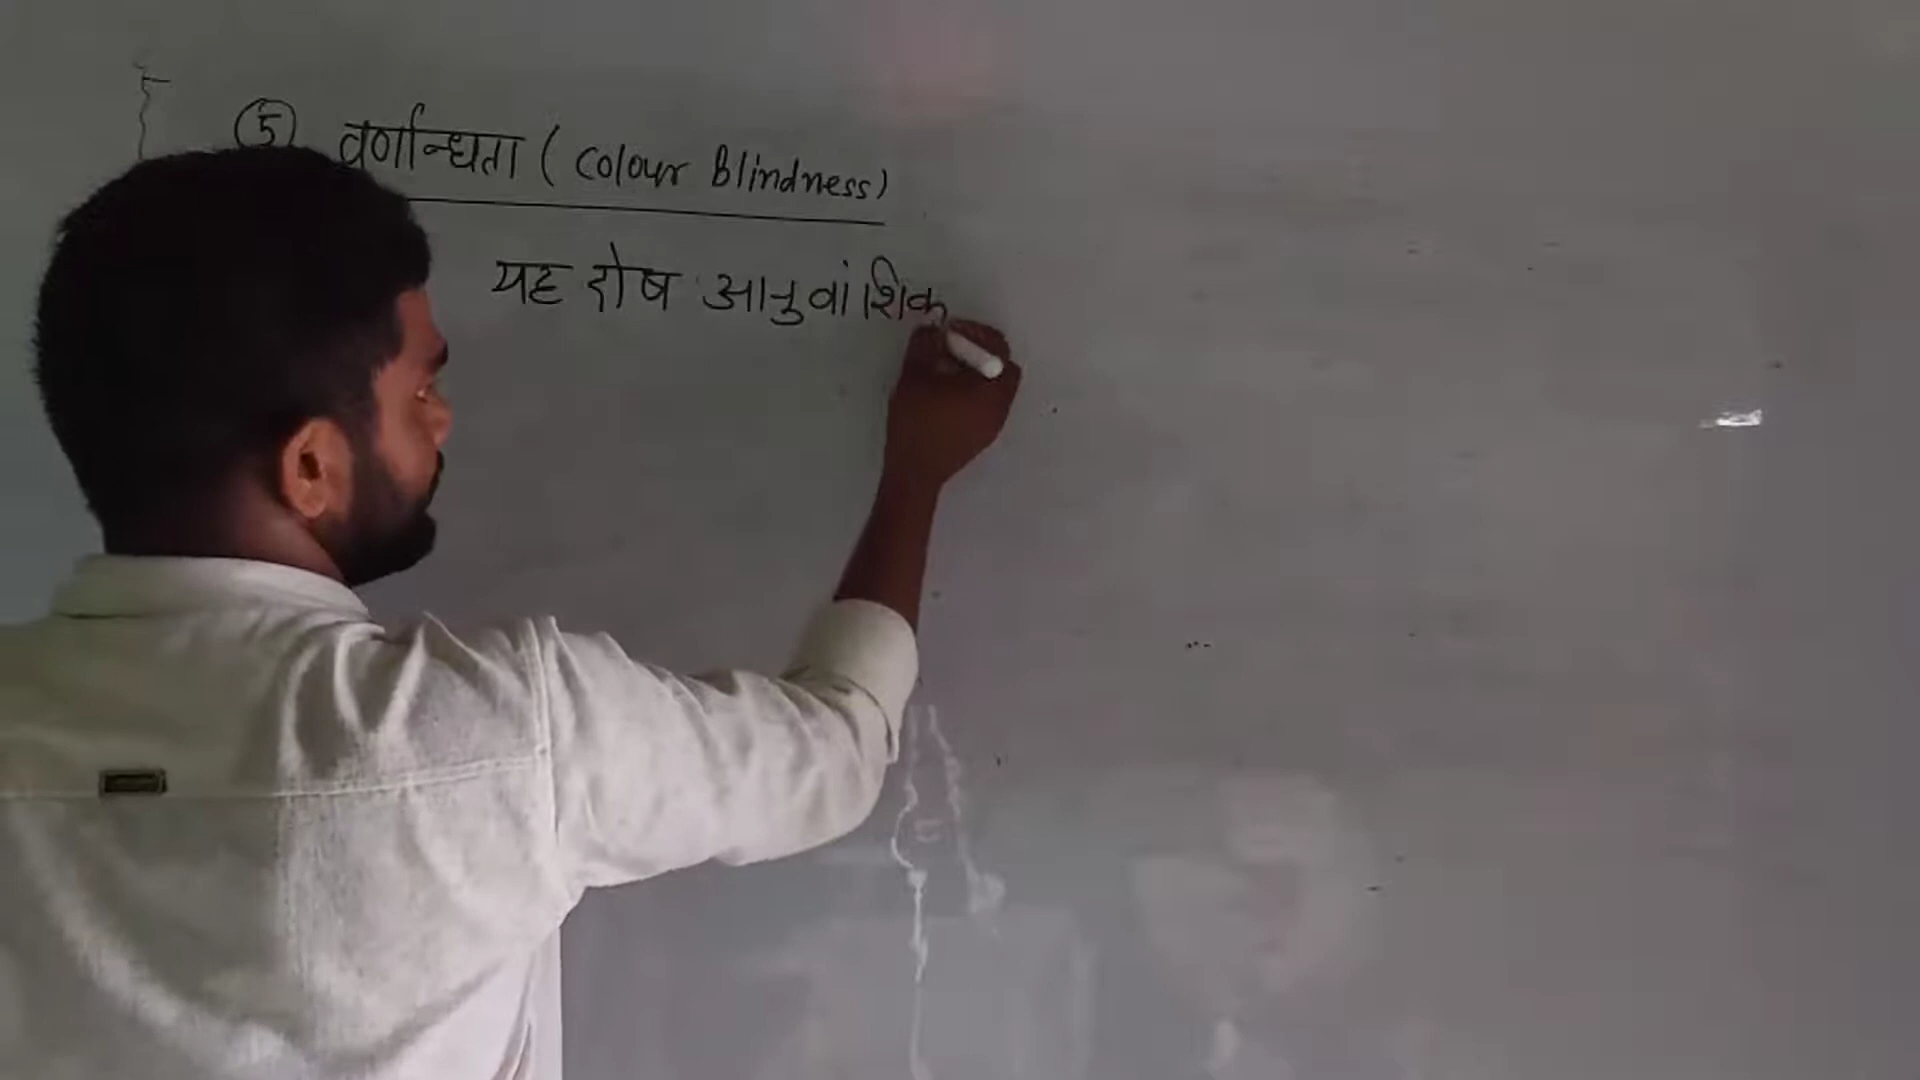 ⑤ वर्णान्धता ( Colour Blindness )
यह दोष आनुवांशिक